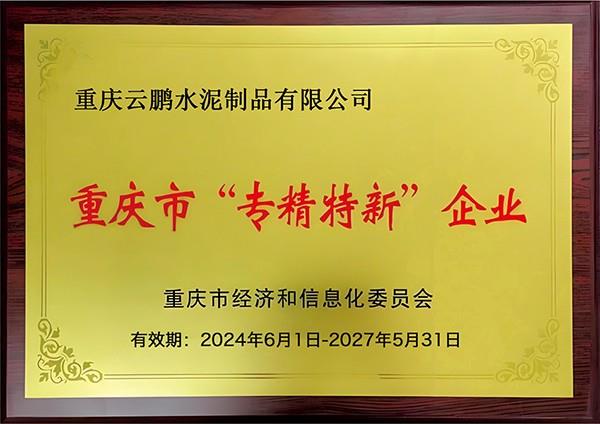 重庆云鹏水泥制品有限公司
重庆市“专精特新”企业
重庆市经济和信息化委员会
有效期：2024年6月1日-2027年5月31日